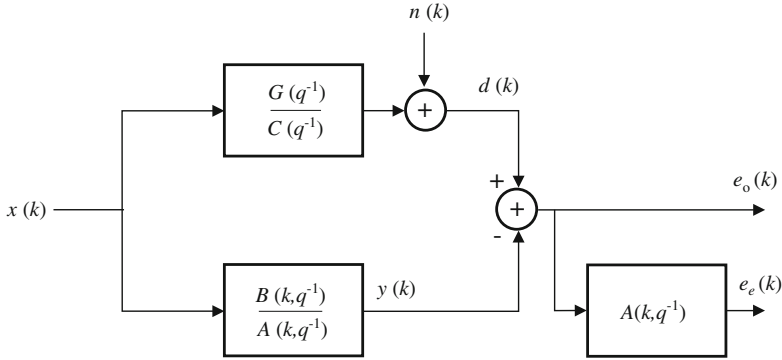 n (k)
G (q⁻¹)
C (q⁻¹)
+
d (k)
x (k)
+
+
-
e₀ (k)
B (k,q⁻¹)
A (k,q⁻¹)
y (k)
A(k,q⁻¹)
eₑ (k)